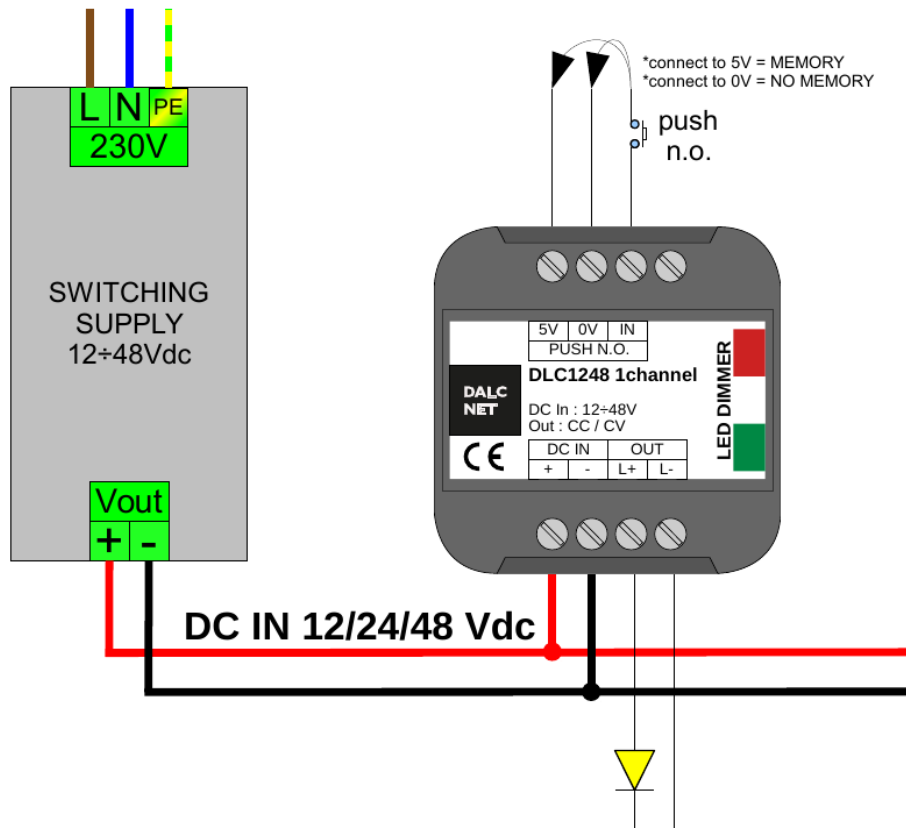 *connect to 5V = MEMORY
*connect to 0V = NO MEMORY
push
n.o.
L N PE
230V
SWITCHING
SUPPLY
12÷48Vdc
5V 0V IN
PUSH N.O.
DLC1248 1channel
DALC
NET
DC In : 12÷48V
Out : CC / CV
CE
DC IN OUT
+ - L+ L-
LED DIMMER
Vout
+ -
DC IN 12/24/48 Vdc